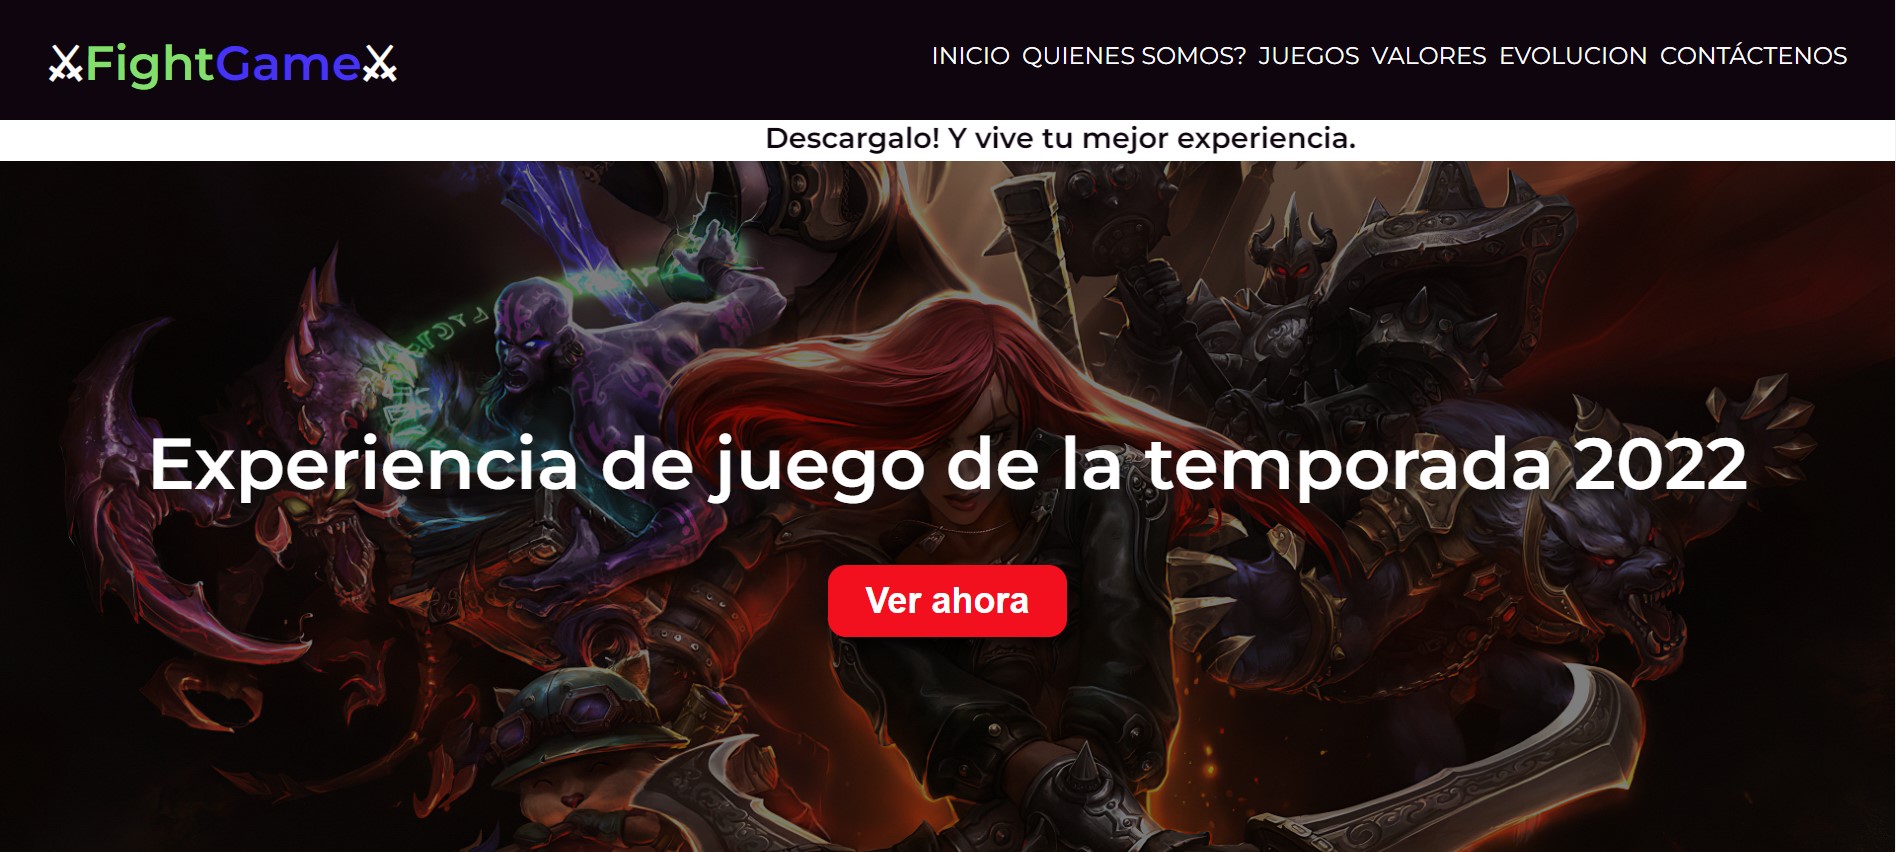 ⚔FightGame⚔
INICIO QUIENES SOMOS? JUEGOS VALORES EVOLUCION CONTÁCTENOS
Descargalo! Y vive tu mejor experiencia.
Experiencia de juego de la temporada 2022
Ver ahora